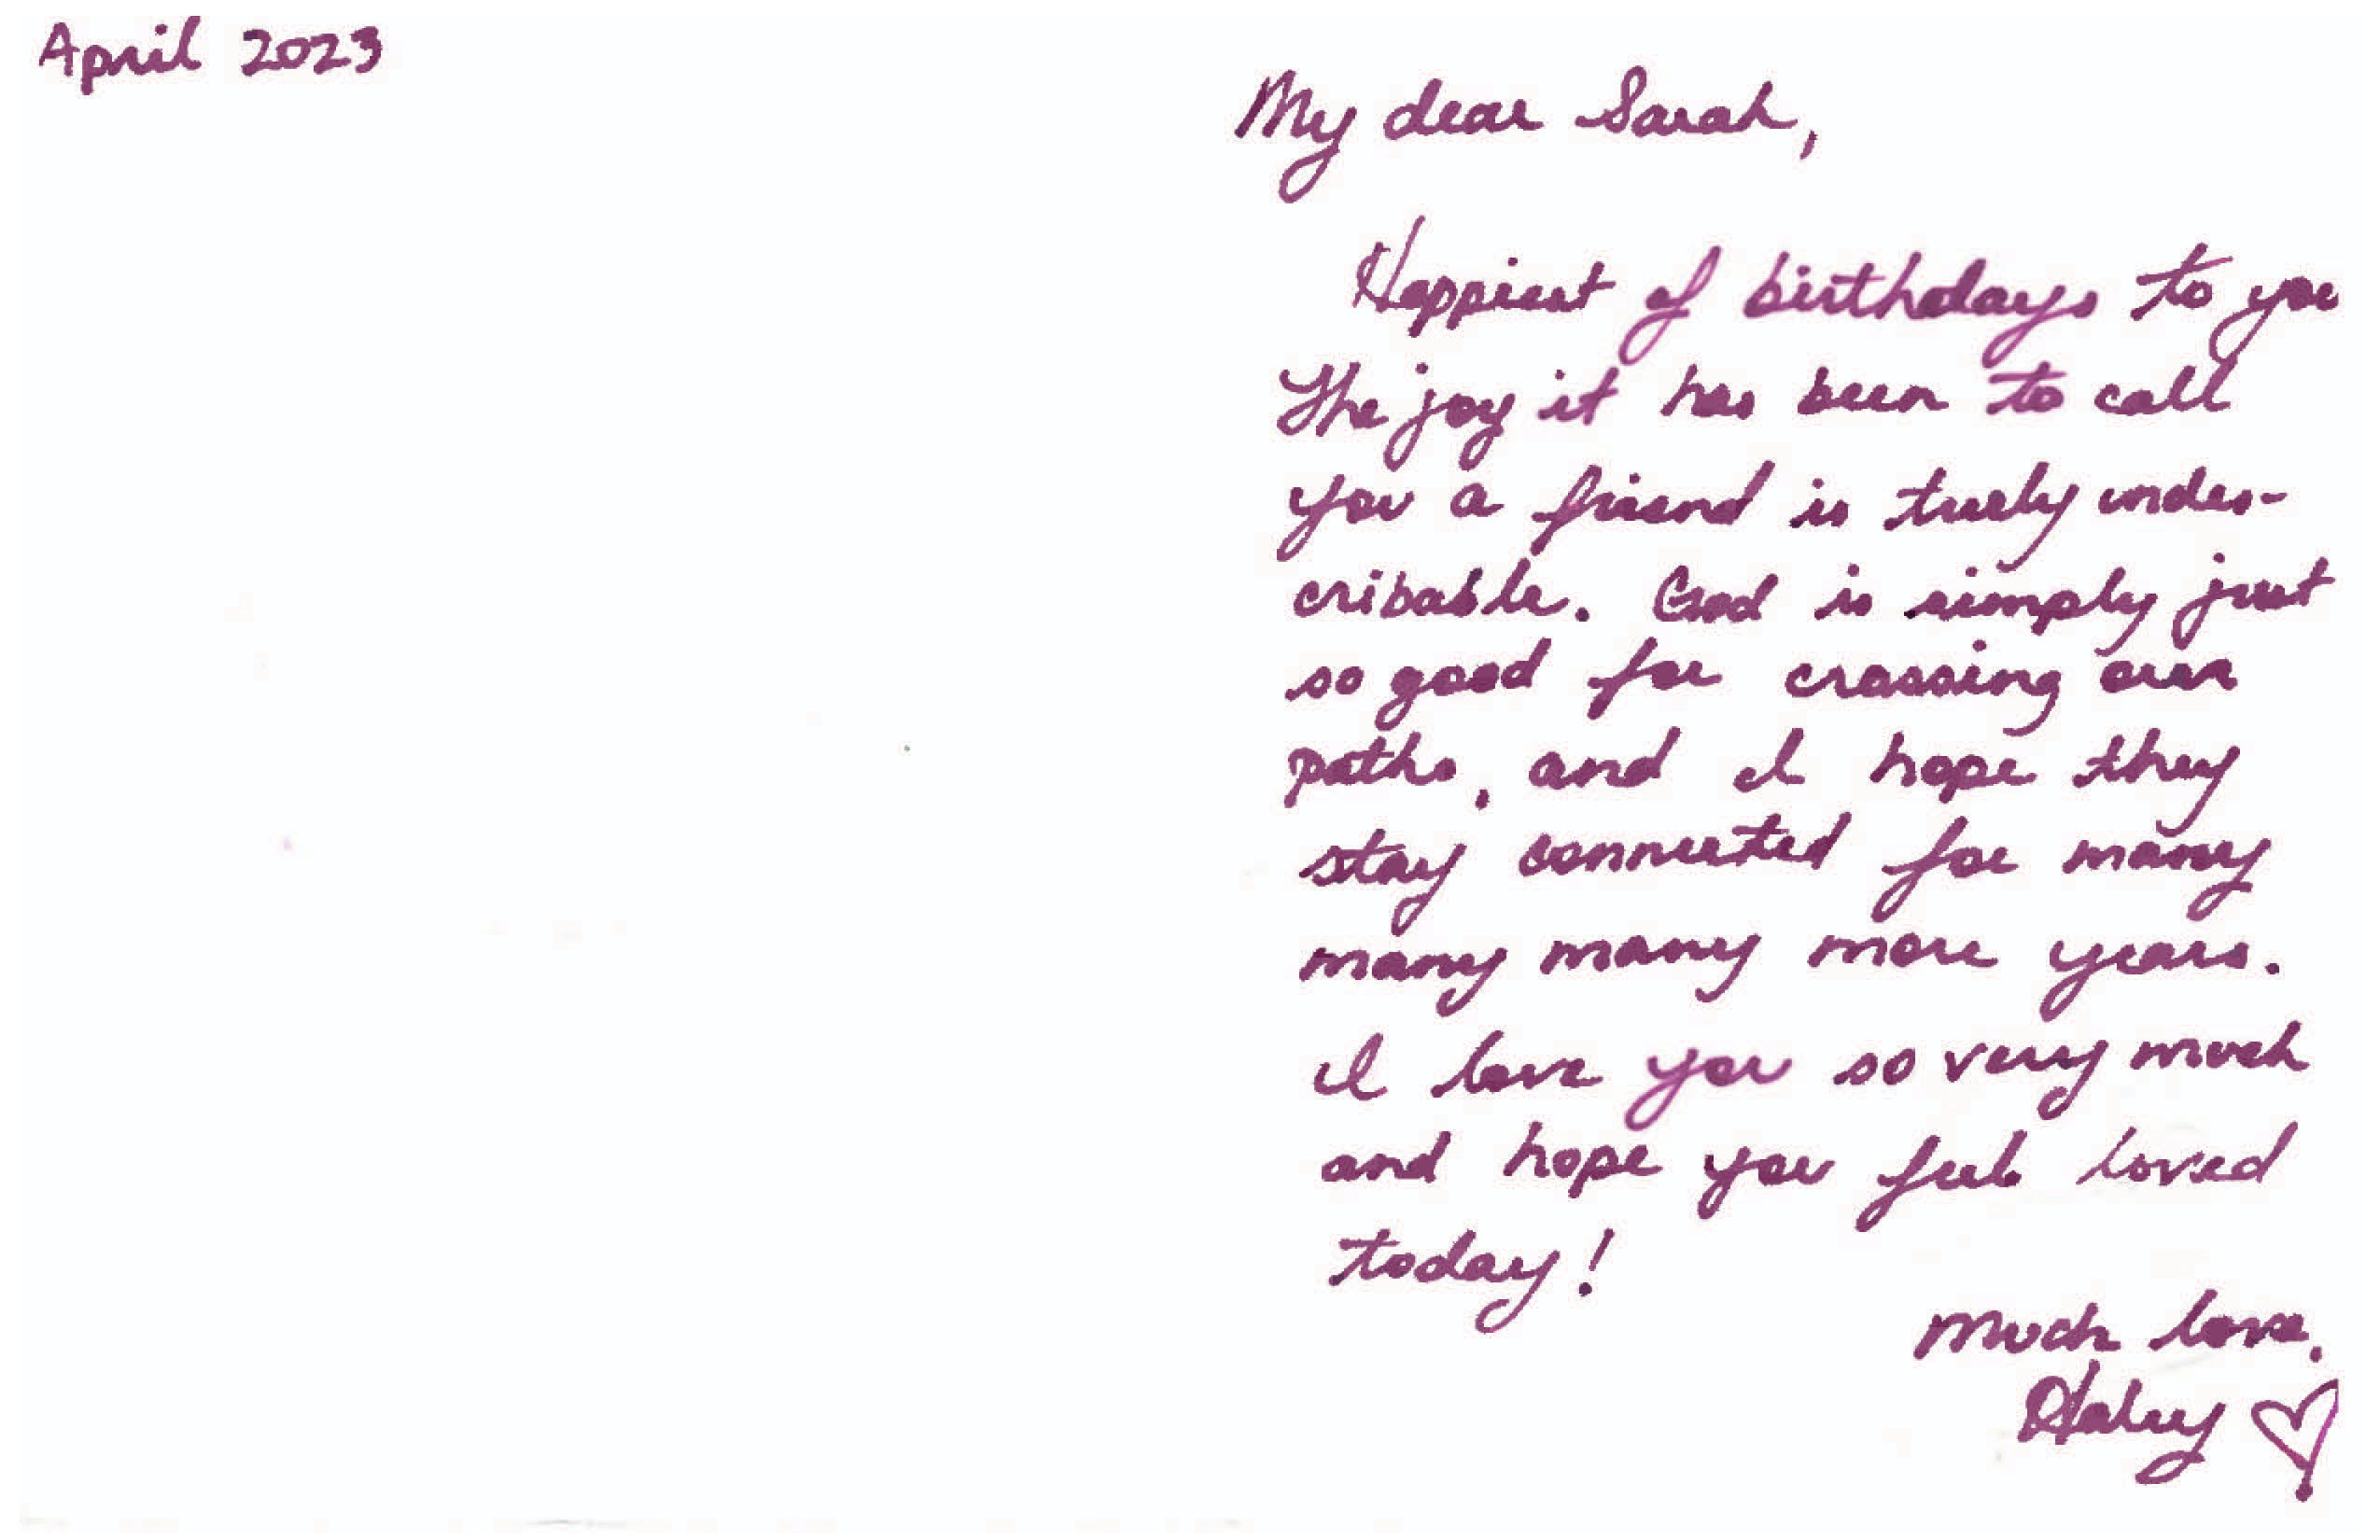 April 2023
My dear Sarah,
Happiest of birthdays to you
The joy it has been to call
you a friend is truly undes-
cribable. God is simply just
so good for crossing our
paths, and I hope they
stay connected for many
many many more years.
I love you so very much
and hope you feel loved
today!
Much love,
Haley ♡